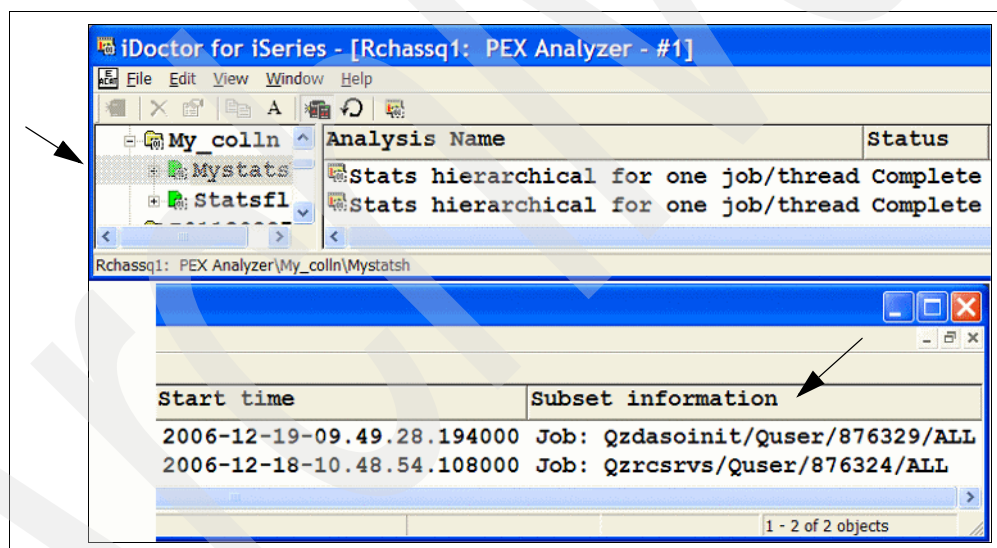 iDoctor for iSeries - [Rchassq1: PEX Analyzer - #1]
File Edit View Window Help
A
My_colln
Mystats
Statsfl
Analysis Name Status
Stats hierarchical for one job/thread Complete
Stats hierarchical for one job/thread Complete
Rchassq1: PEX Analyzer\My_colln\Mystatsh
Start time Subset information
2006-12-19-09.49.28.194000 Job: Qzdasoinit/Quser/876329/ALL
2006-12-18-10.48.54.108000 Job: Qzrcsrvs/Quser/876324/ALL
1 - 2 of 2 objects